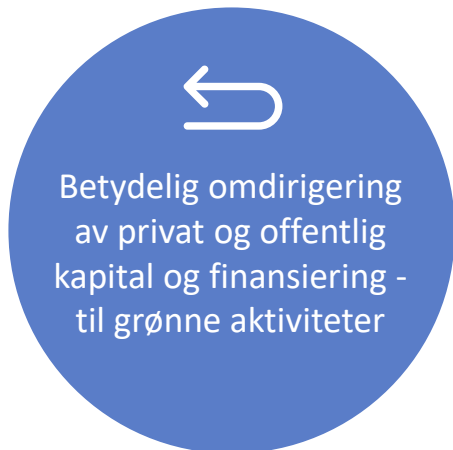 Betydelig omdirigering
av privat og offentlig
kapital og finansiering -
til grønne aktiviteter